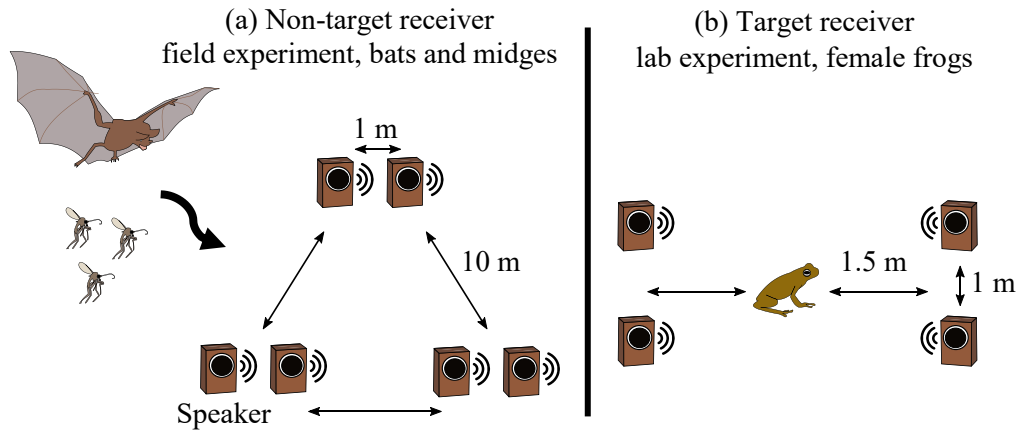 (a) Non-target receiver
field experiment, bats and midges
1 m
10 m
Speaker
(b) Target receiver
lab experiment, female frogs
1.5 m
1 m